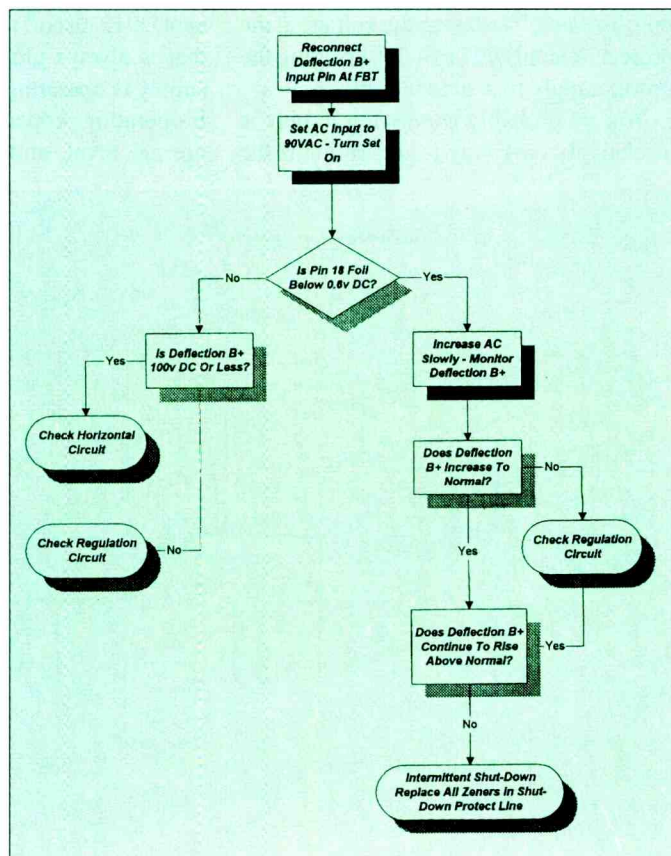 Reconnect
Deflection B+
Input Pin At FBT
Set AC Input to
90VAC - Turn Set
On
Is Pin 18 Foil
Below 0.6v DC?
No
Yes
Is Deflection B+
100v DC Or Less?
Yes
Increase AC
Slowly - Monitor
Deflection B+
Check Horizontal
Circuit
Does Deflection
B+ Increase To
Normal?
No
Check Regulation
Circuit
No
Yes
Check Regulation
Circuit
Does Deflection B+
Continue To Rise
Above Normal?
Yes
No
Intermittent Shut-Down
Replace All Zeners In Shut-
Down Protect Line